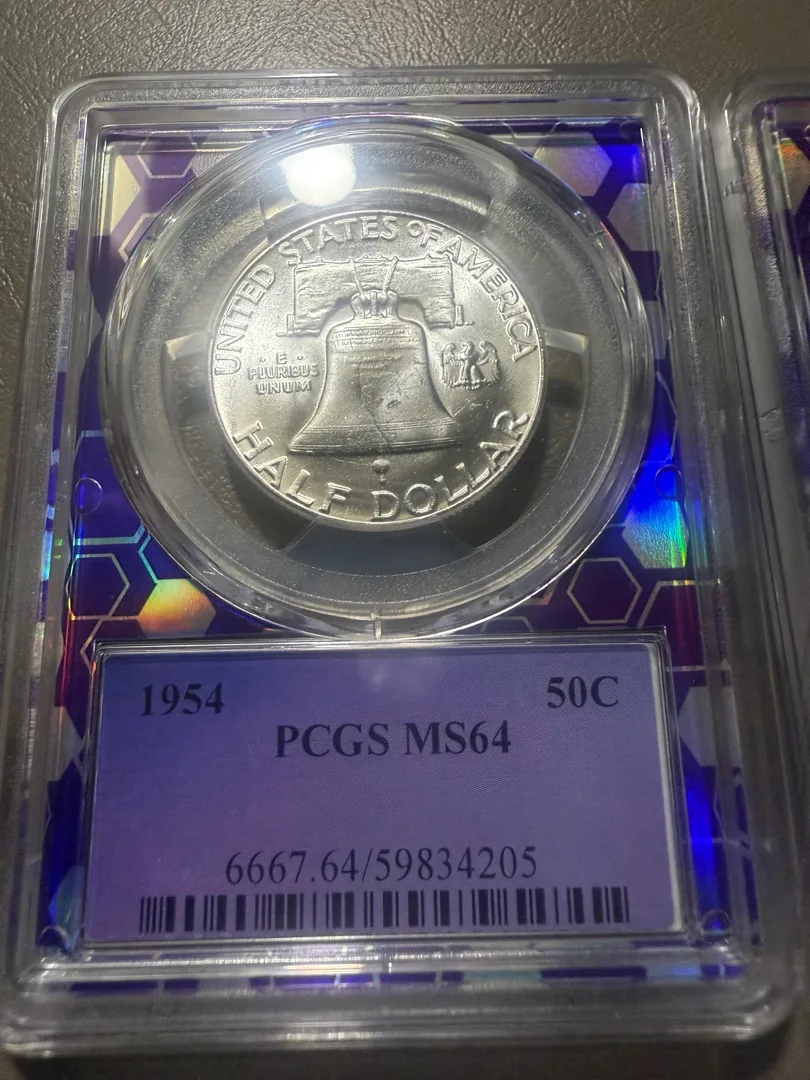 UNITED STATES OF AMERICA
· E ·
PLURIBUS
UNUM
HALF DOLLAR
1954 50C
PCGS MS64
6667.64/59834205